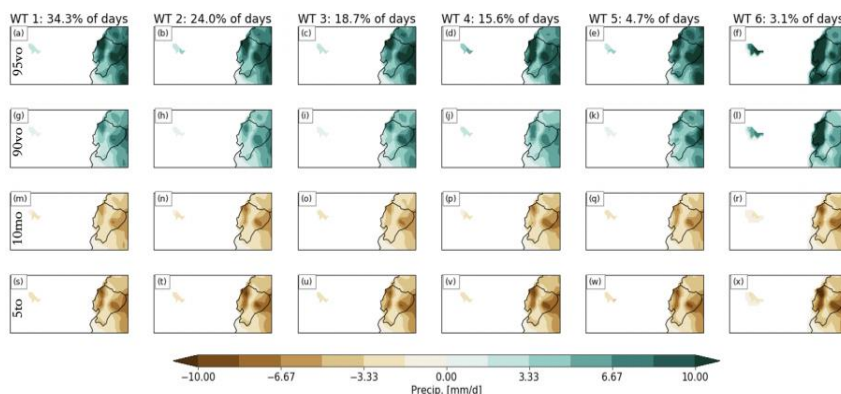 WT 1: 34.3% of days WT 2: 24.0% of days WT 3: 18.7% of days WT 4: 15.6% of days WT 5: 4.7% of days WT 6: 3.1% of days
95vo (a) (b) (c) (d) (e) (f)
90vo (g) (h) (i) (j) (k) (l)
10mo (m) (n) (o) (p) (q) (r)
5to (s) (t) (u) (v) (w) (x)
−10.00 −6.67 −3.33 0.00 3.33 6.67 10.00
Precip. [mm/d]